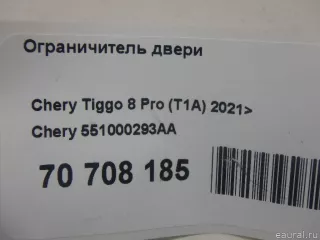 Ограничитель двери
Chery Tiggo 8 Pro (T1A) 2021>
Chery 551000293AA
70 708 185
eaural.ru/